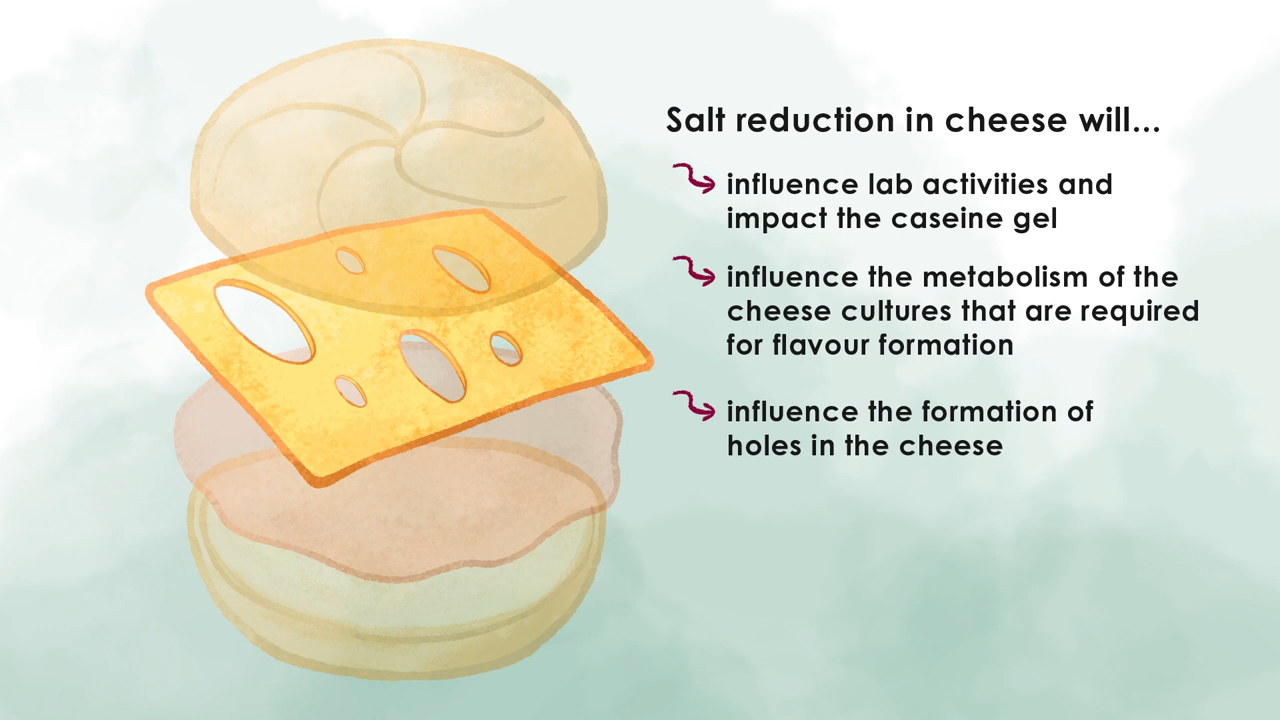 Salt reduction in cheese will...
influence lab activities and
impact the caseine gel
influence the metabolism of the
cheese cultures that are required
for flavour formation
influence the formation of
holes in the cheese